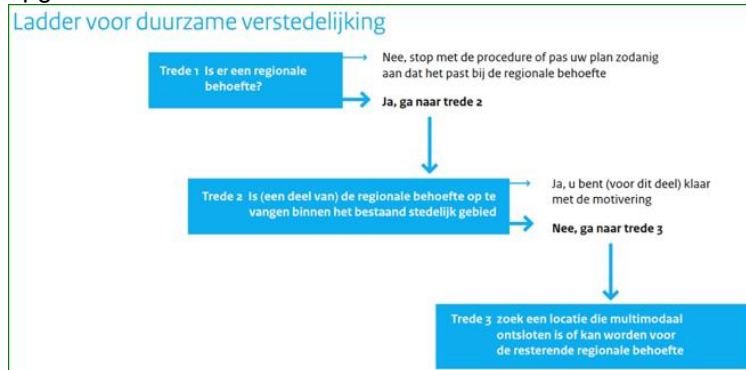 Ladder voor duurzame verstedelijking
Trede 1 Is er een regionale
behoefte?
Nee, stop met de procedure of pas uw plan zodanig
aan dat het past bij de regionale behoefte
Ja, ga naar trede 2
Trede 2 Is (een deel van) de regionale behoefte op te
vangen binnen het bestaand stedelijk gebied
Ja, u bent (voor dit deel) klaar
met de motivering
Nee, ga naar trede 3
Trede 3 zoek een locatie die multimodaal
ontsloten is of kan worden voor
de resterende regionale behoefte